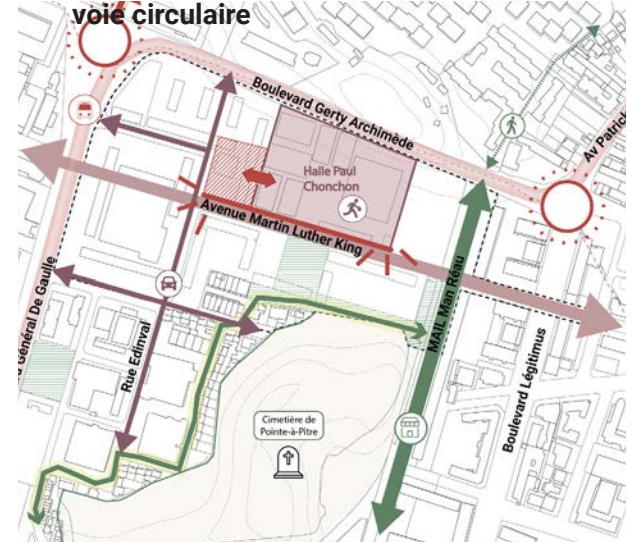 voie circulaire
Boulevard Gerty Archimède
Av Patric
Halle Paul
Chonchon
Avenue Martin Luther King
MAIL Man Réau
Général De Gaulle
Rue Edinval
Boulevard Légitimus
Cimetière de
Pointe-à-Pitre